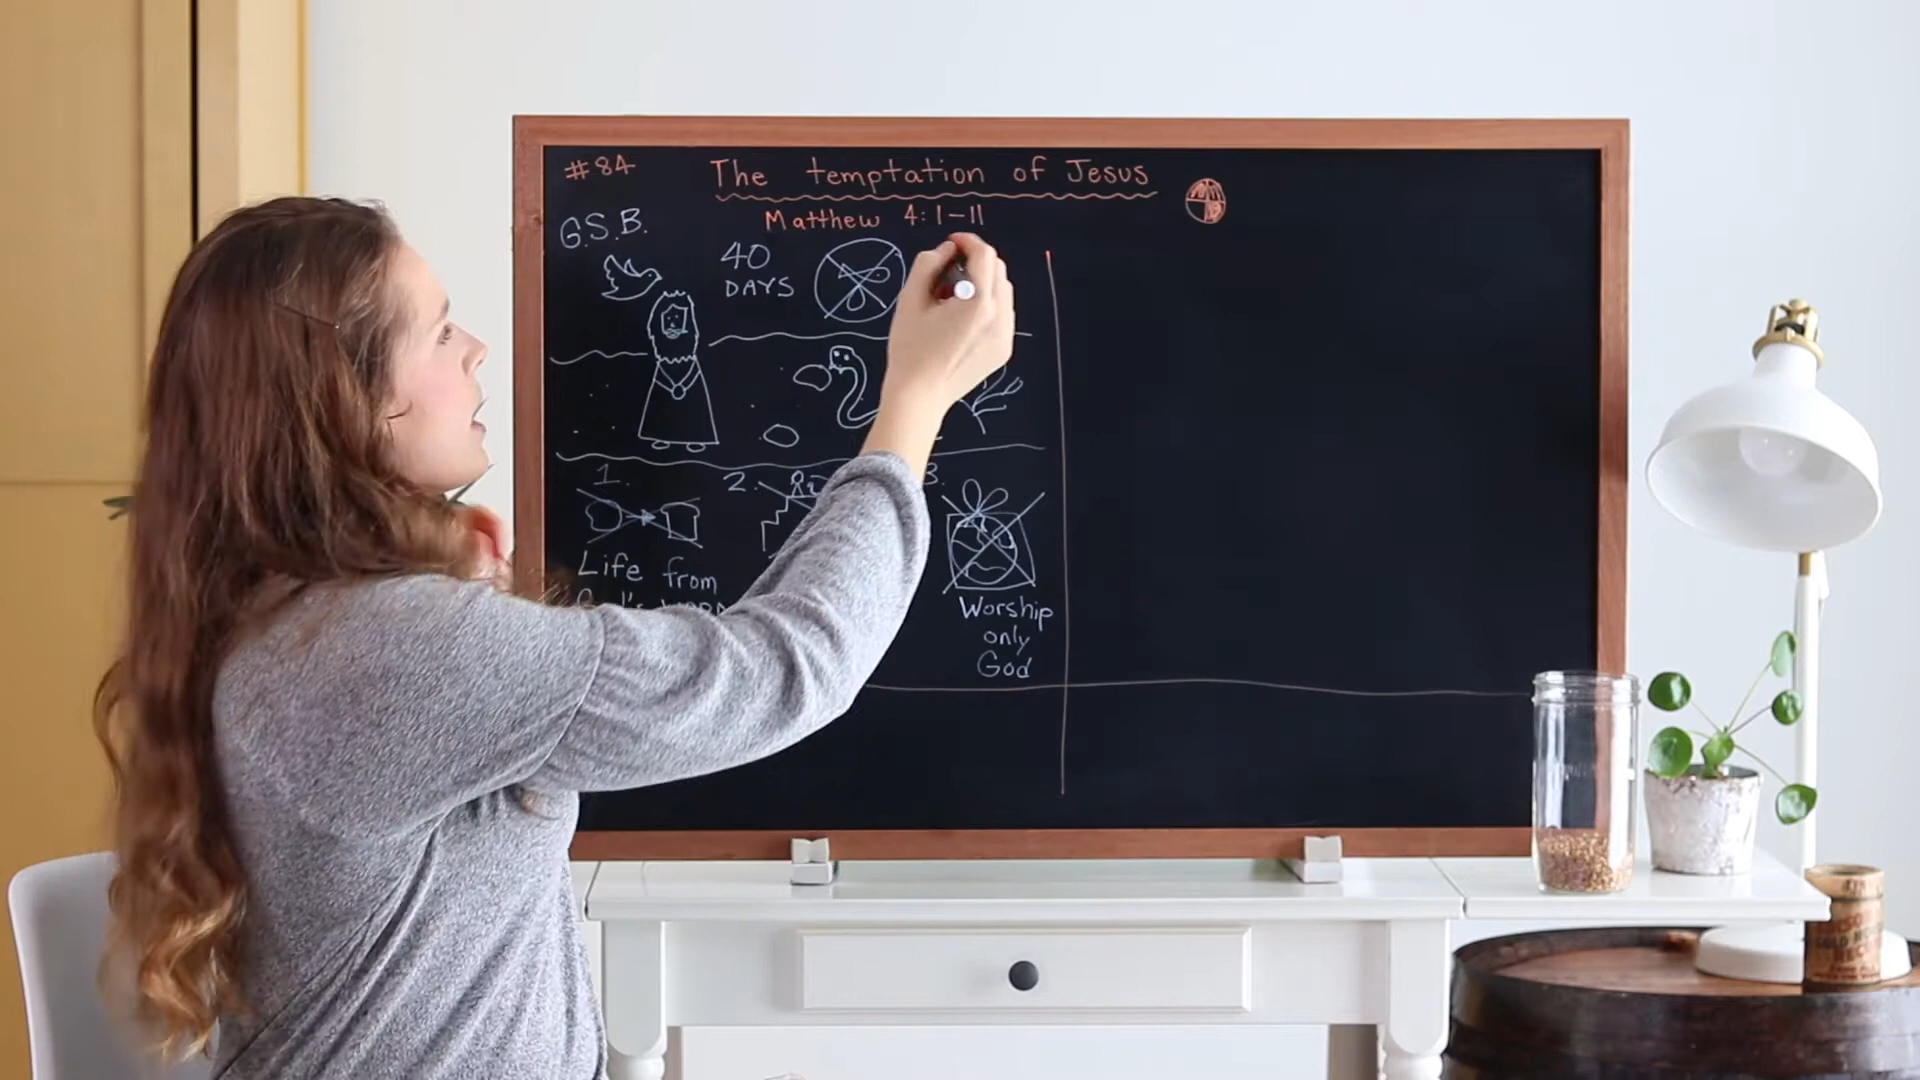 #84
The temptation of Jesus
Matthew 4:1-11
G.S.B.
40
DAYS
1.
2.
3.
Life from
God's
Worship
only
God